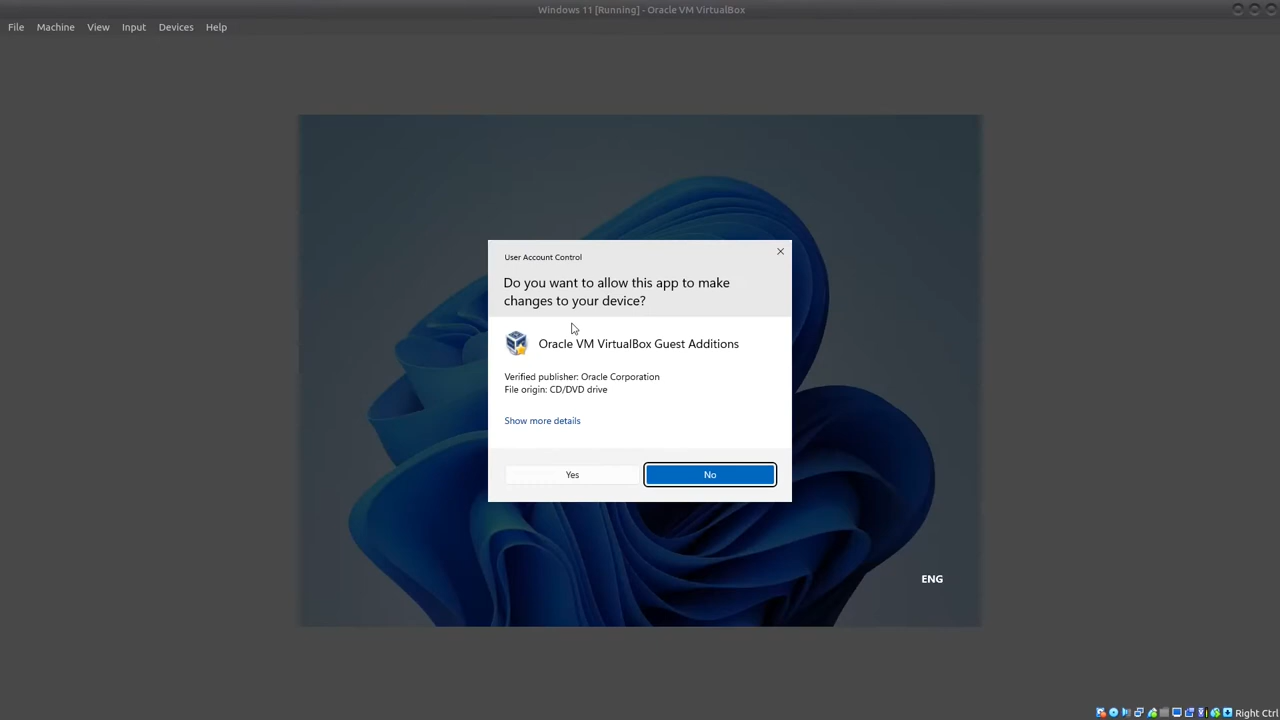 Windows 11 [Running] - Oracle VM VirtualBox
File Machine View Input Devices Help
User Account Control
Do you want to allow this app to make
changes to your device?
Oracle VM VirtualBox Guest Additions
Verified publisher: Oracle Corporation
File origin: CD/DVD drive
Show more details
Yes No
ENG
Right Ctrl